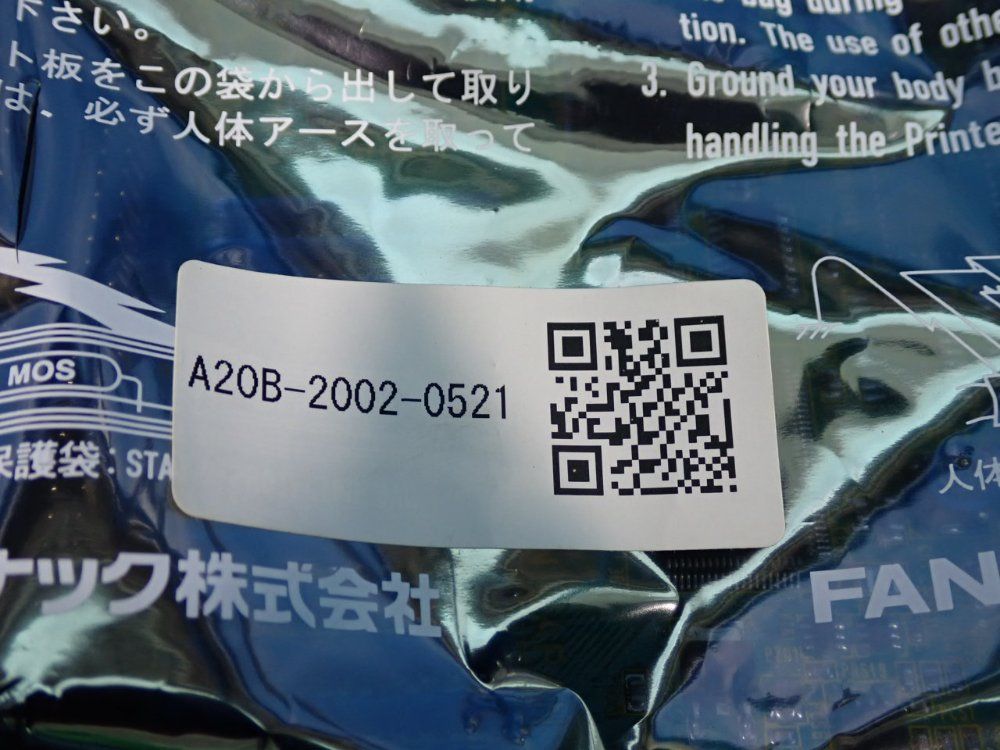 下さい。
ト板をこの袋から出して取り
は、必ず人体アースを取って
bag during
tion. The use of othe
3. Ground your body b
handling the Printe
MOS
A20B-2002-0521
保護袋：STA
人体
ナック株式会社
FAN